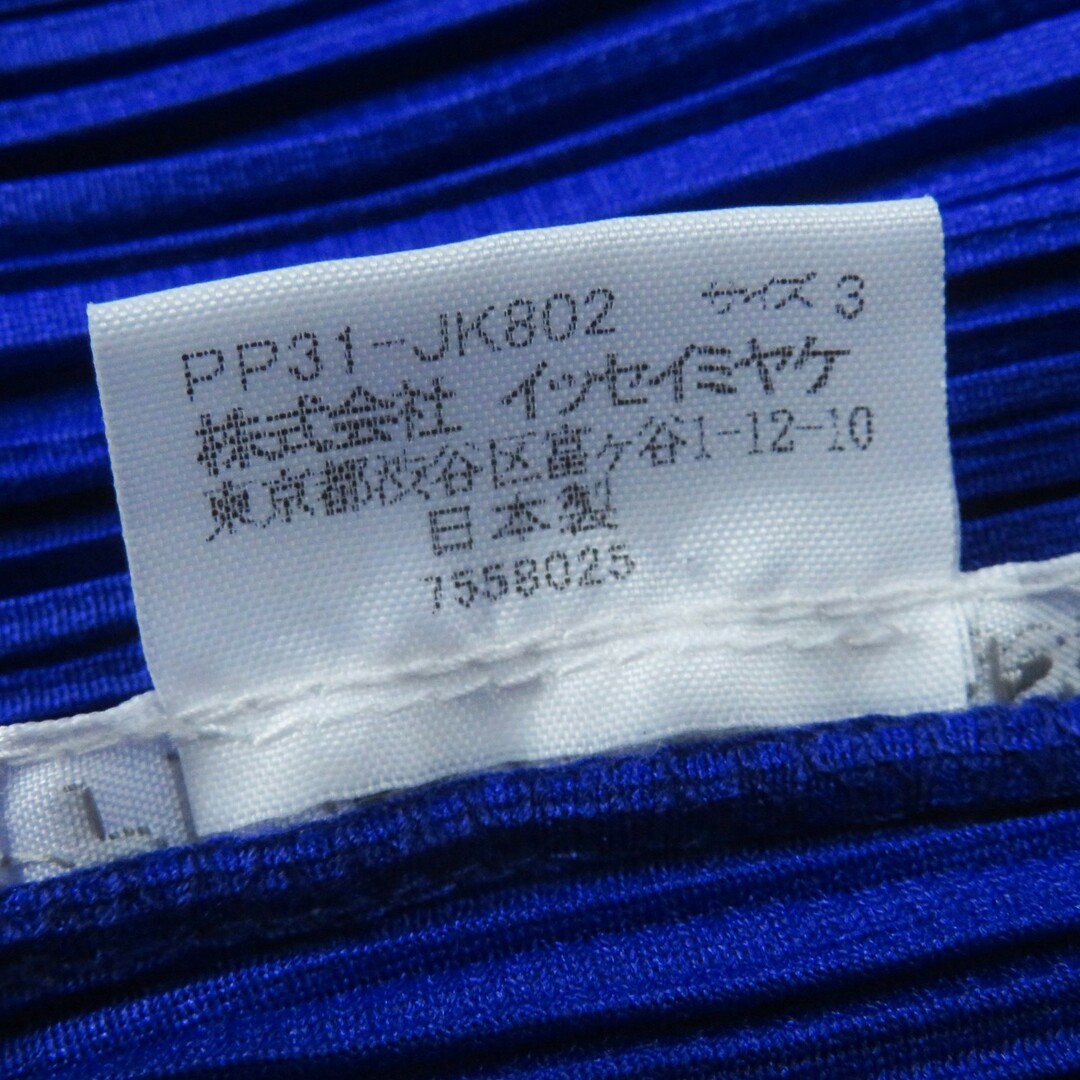 PP31-JK802 サイズ 3
株式会社 イッセイミヤケ
東京都渋谷区富ヶ谷1-12-10
日本製
7558025